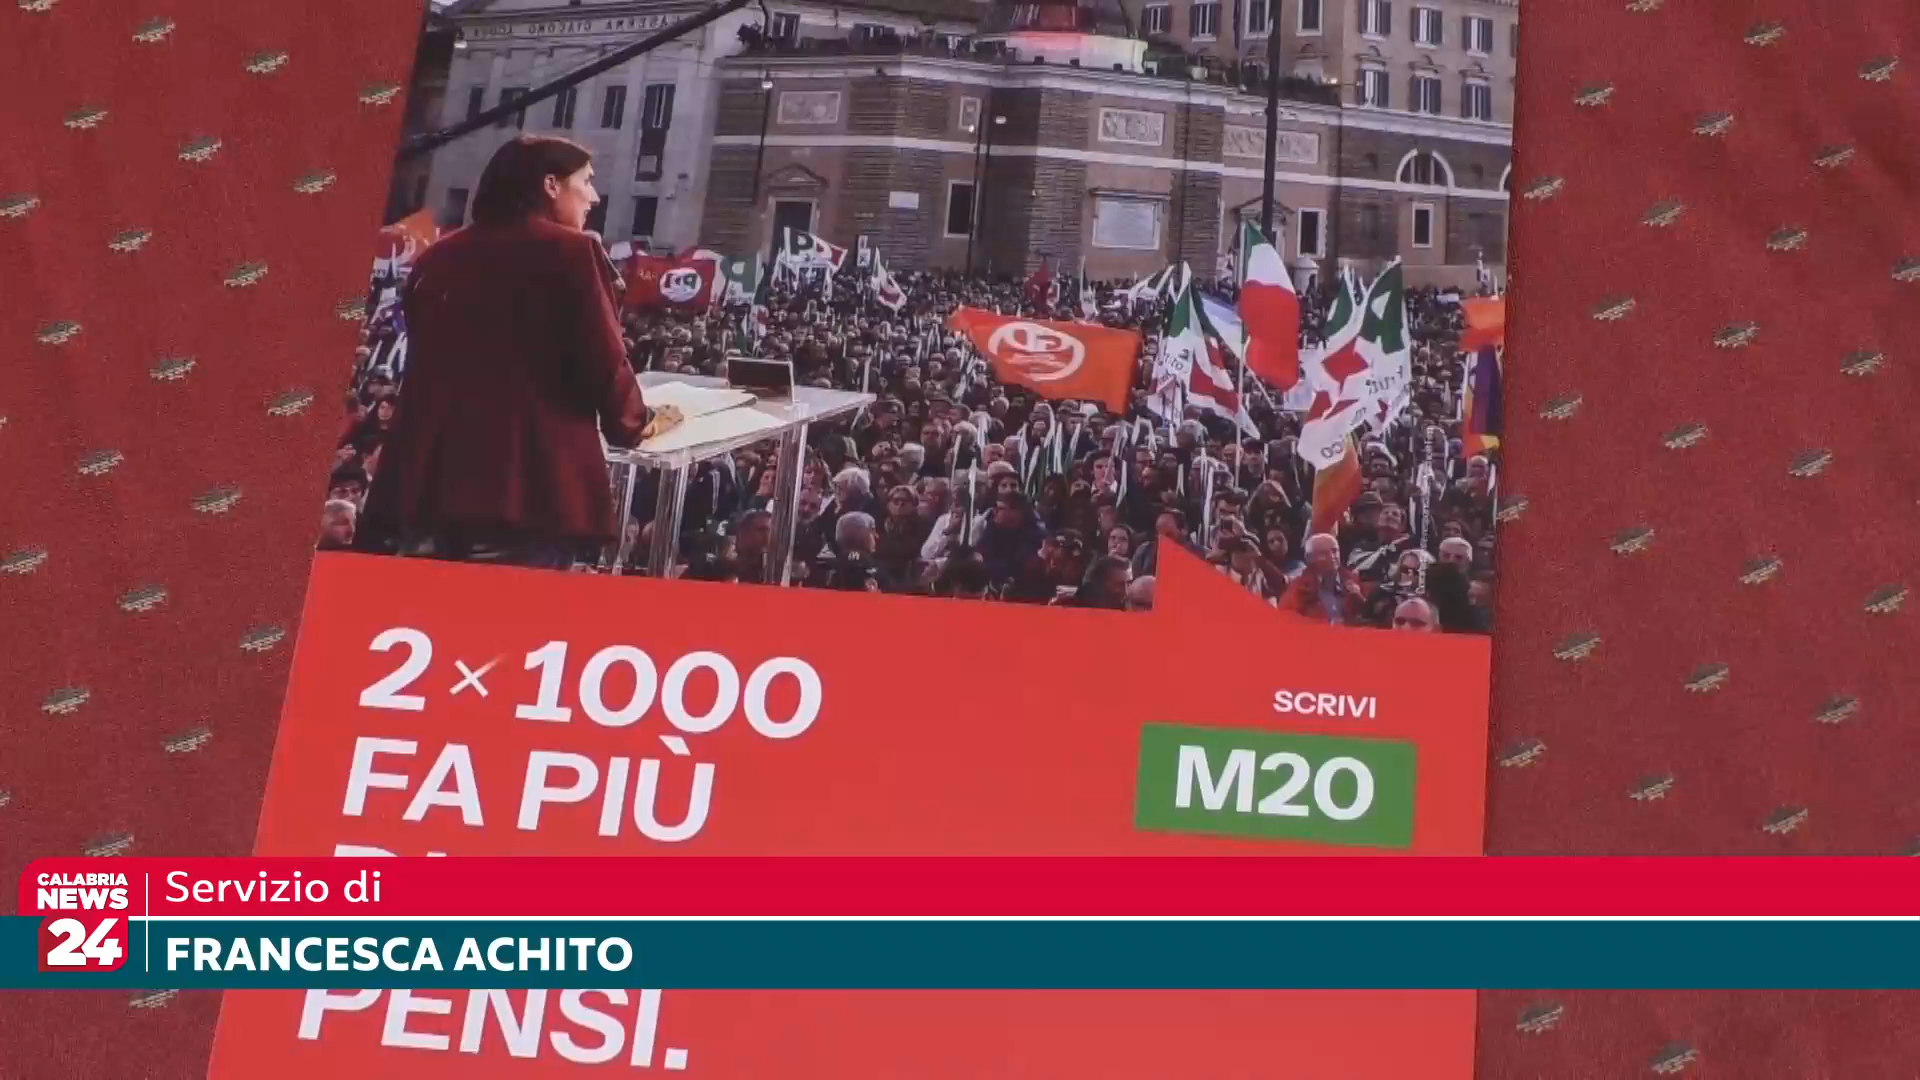 2 × 1000
FA PIÙ
PENSI.
SCRIVI
M20
CALABRIA
NEWS
24
Servizio di
FRANCESCA ACHITO